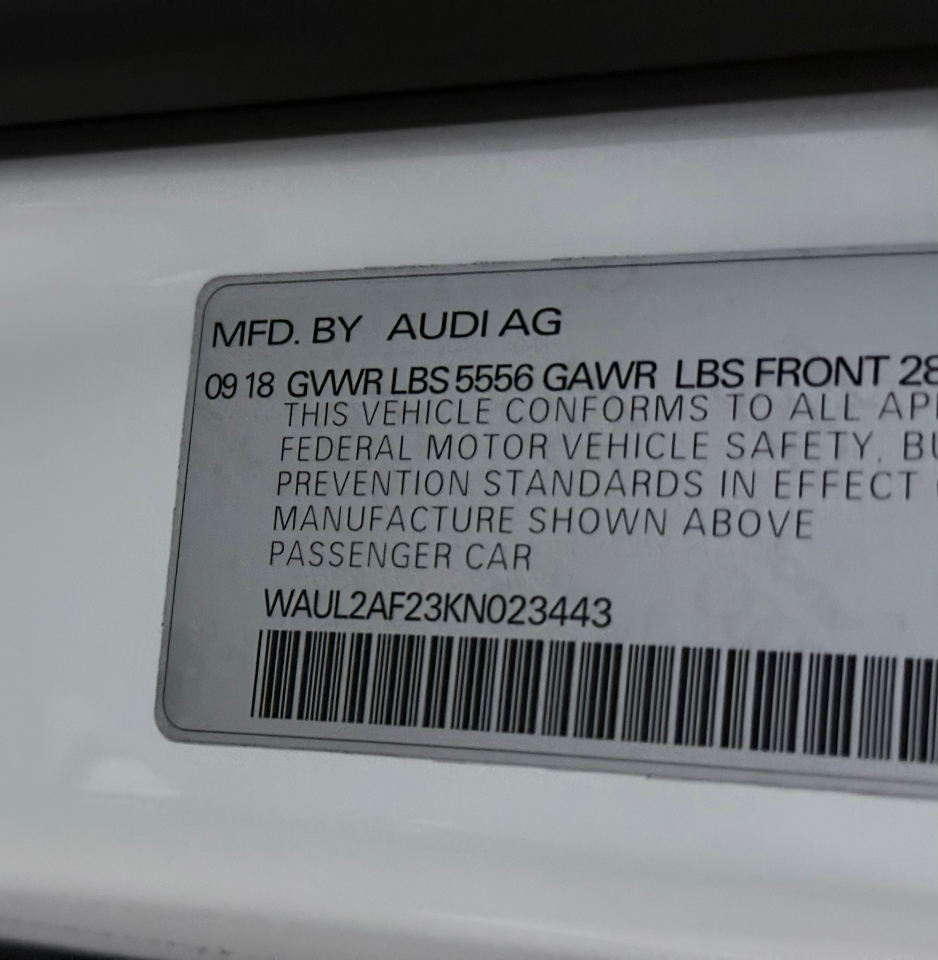 MFD. BY AUDI AG
09 18 GVWR LBS 5556 GAWR LBS FRONT 28
THIS VEHICLE CONFORMS TO ALL
FEDERAL MOTOR VEHICLE SAFETY,
PREVENTION STANDARDS IN EFFECT
MANUFACTURE SHOWN ABOVE
PASSENGER CAR
WAUL2AF23KN023443